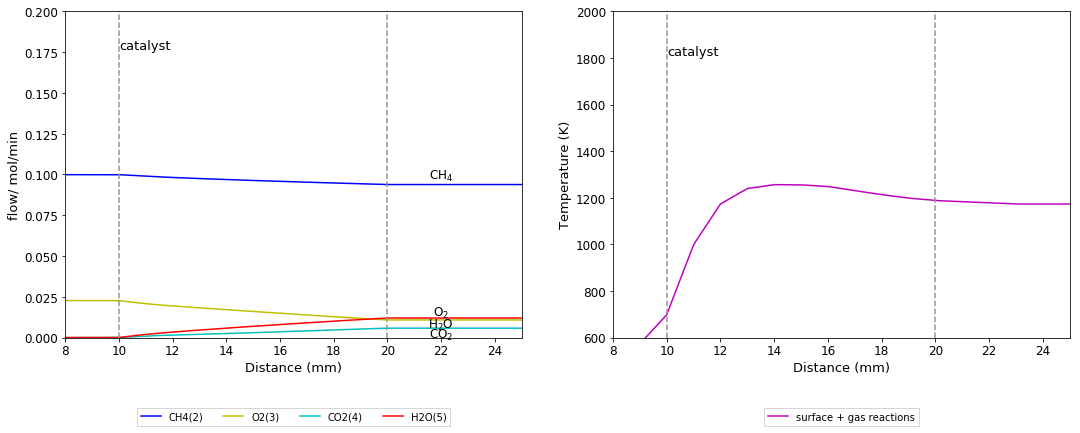 0.200
0.175
0.150
0.125
0.100
0.075
0.050
0.025
0.000
flow/ mol/min
catalyst
CH4
O2
H2O
CO2
8 10 12 14 16 18 20 22 24
Distance (mm)
CH4(2) O2(3) CO2(4) H2O(5)
2000
1800
1600
1400
1200
1000
800
600
Temperature (K)
catalyst
8 10 12 14 16 18 20 22 24
Distance (mm)
surface + gas reactions